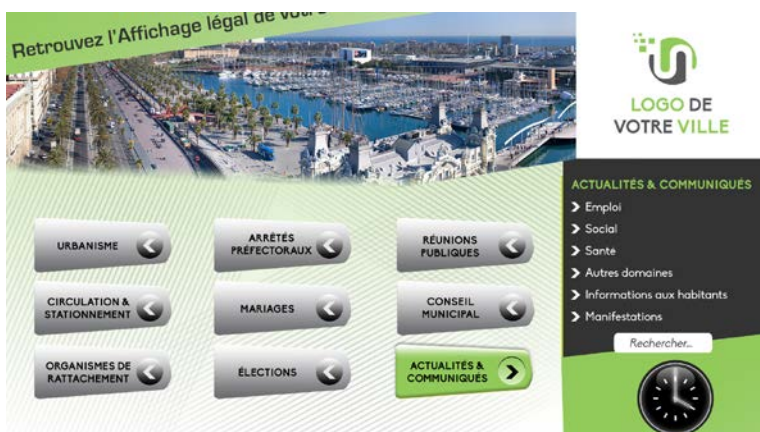 Retrouvez l'Affichage légal de votre
LOGO DE
VOTRE VILLE
URBANISME
ARRÊTÉS
PRÉFECTORAUX
RÉUNIONS
PUBLIQUES
CIRCULATION &
STATIONNEMENT
MARIAGES
CONSEIL
MUNICIPAL
ORGANISMES DE
RATTACHEMENT
ÉLECTIONS
ACTUALITÉS &
COMMUNIQUÉS
ACTUALITÉS & COMMUNIQUÉS
Emploi
Social
Santé
Autres domaines
Informations aux habitants
Manifestations
Rechercher...